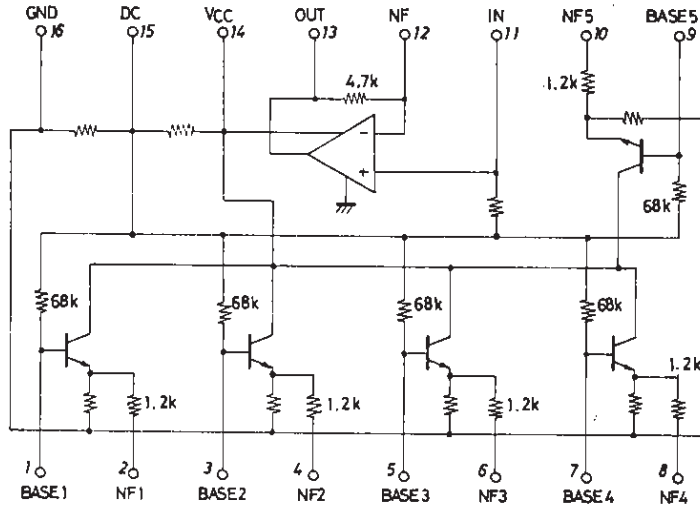 GND DC VCC OUT NF IN NF5 BASE5
16 15 14 13 12 11 10 9
4.7k
1.2k
-
+
68k
68k 68k 68k 68k
1.2k
1.2k 1.2k 1.2k
1 2 3 4 5 6 7 8
BASE1 NF1 BASE2 NF2 BASE3 NF3 BASE4 NF4